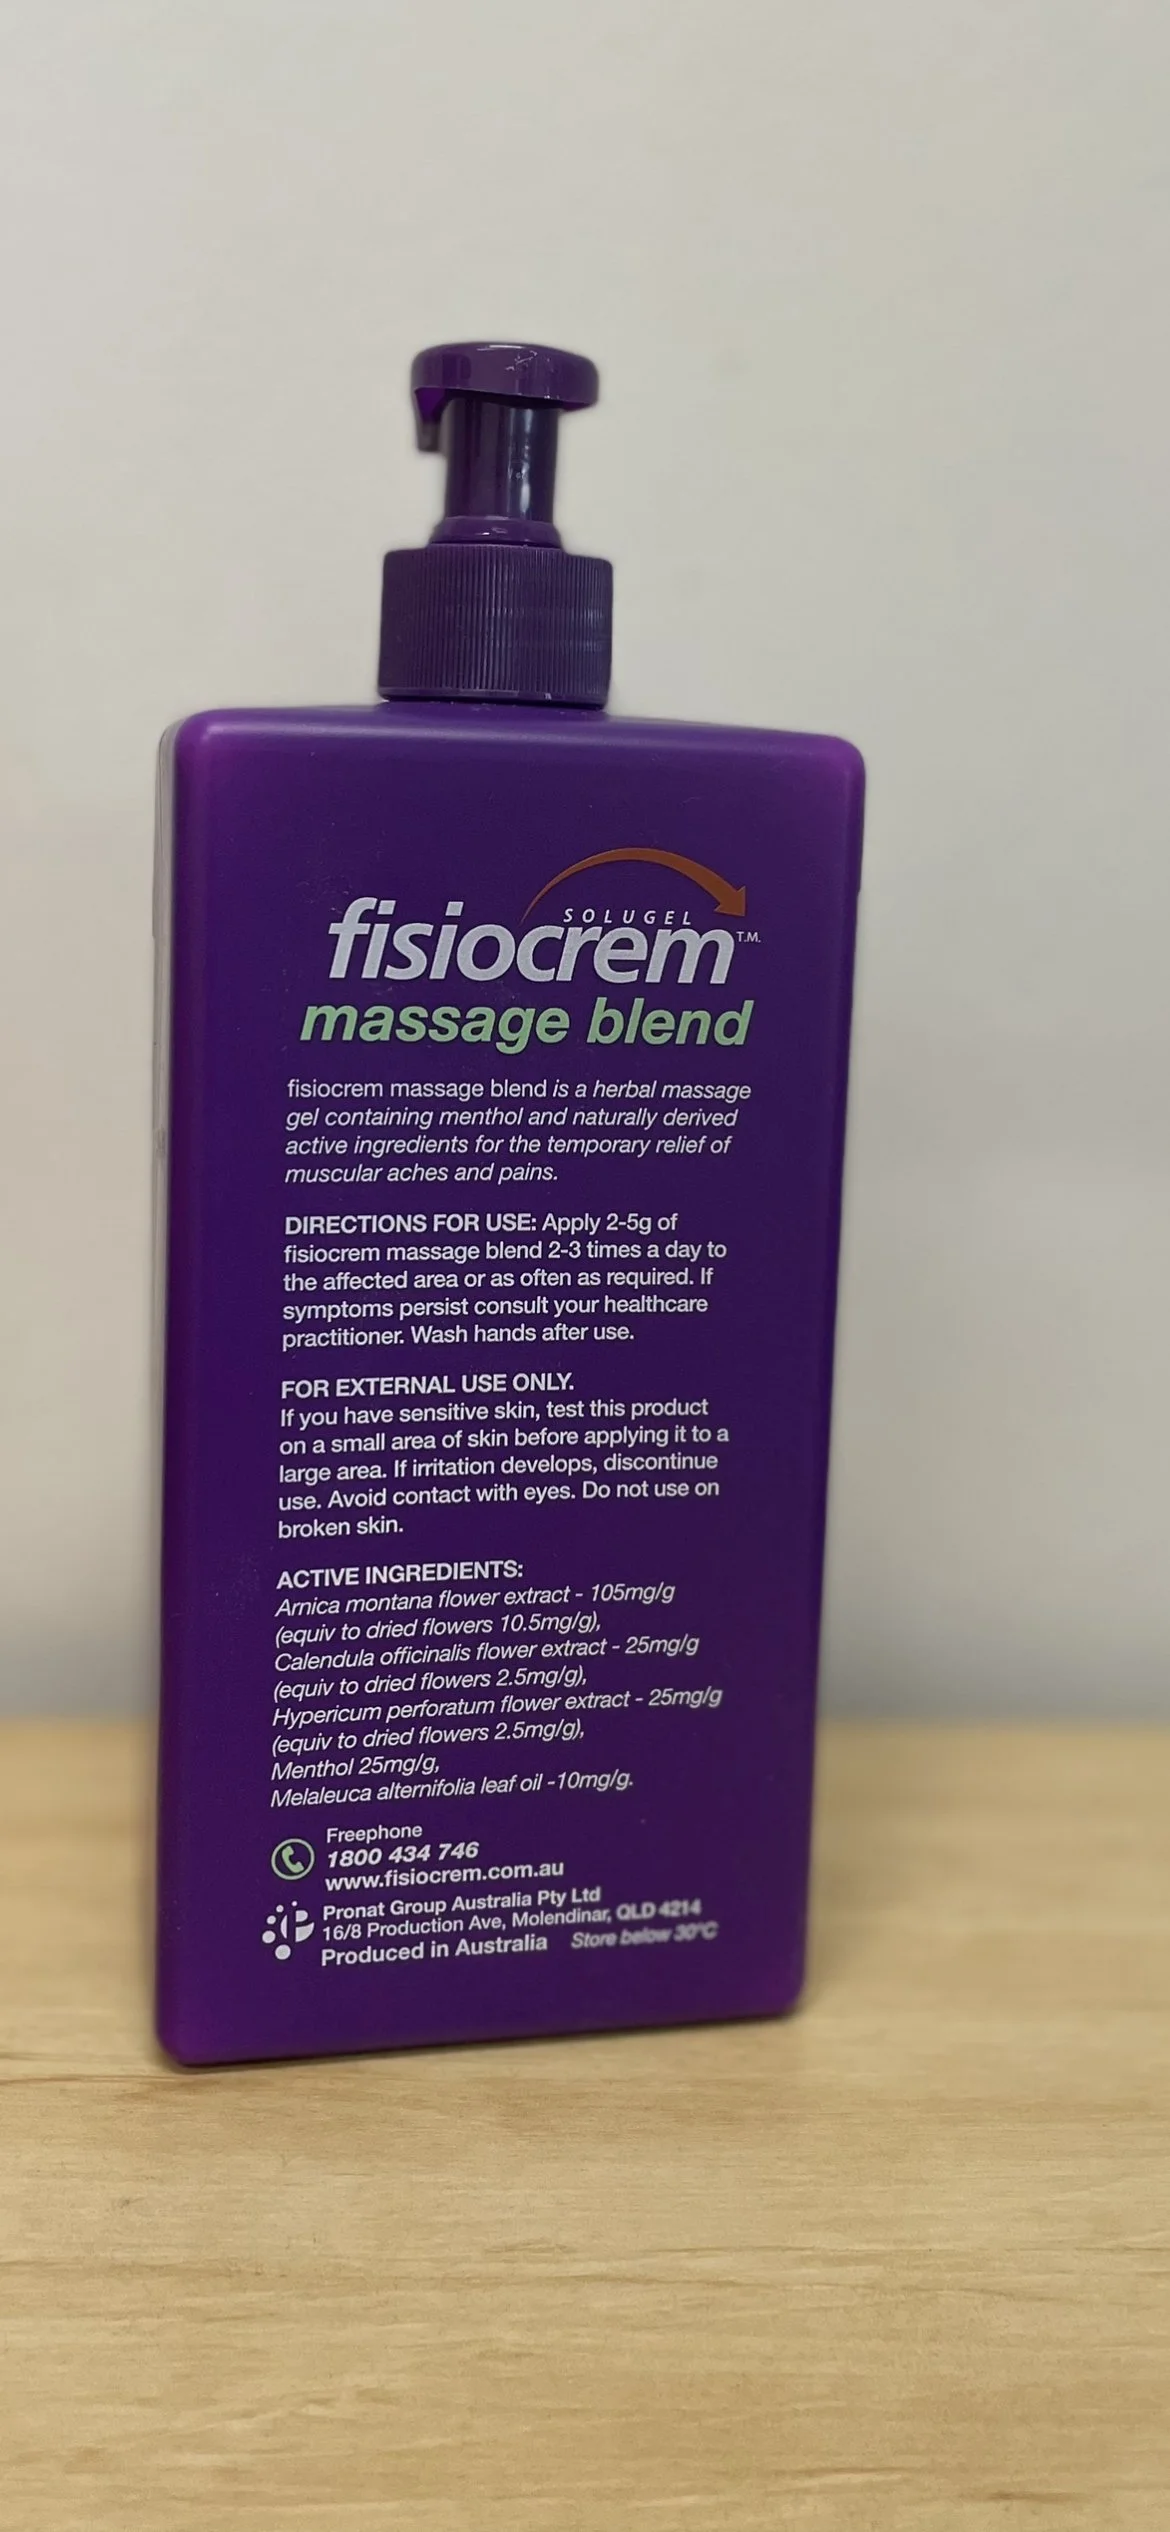 SOLUGEL
fisiocrem T.M.
massage blend
fisiocrem massage blend is a herbal massage
gel containing menthol and naturally derived
active ingredients for the temporary relief of
muscular aches and pains.
DIRECTIONS FOR USE: Apply 2-5g of
fisiocrem massage blend 2-3 times a day to
the affected area or as often as required. If
symptoms persist consult your healthcare
practitioner. Wash hands after use.
FOR EXTERNAL USE ONLY.
If you have sensitive skin, test this product
on a small area of skin before applying it to a
large area. If irritation develops, discontinue
use. Avoid contact with eyes. Do not use on
broken skin.
ACTIVE INGREDIENTS:
Arnica montana flower extract - 105mg/g
(equiv to dried flowers 10.5mg/g),
Calendula officinalis flower extract - 25mg/g
(equiv to dried flowers 2.5mg/g),
Hypericum perforatum flower extract - 25mg/g
(equiv to dried flowers 2.5mg/g),
Menthol 25mg/g,
Melaleuca alternifolia leaf oil -10mg/g.
Freephone
1800 434 746
www.fisiocrem.com.au
Pronat Group Australia Pty Ltd
16/8 Production Ave, Molendinar, QLD 4214
Produced in Australia Store below 30°C